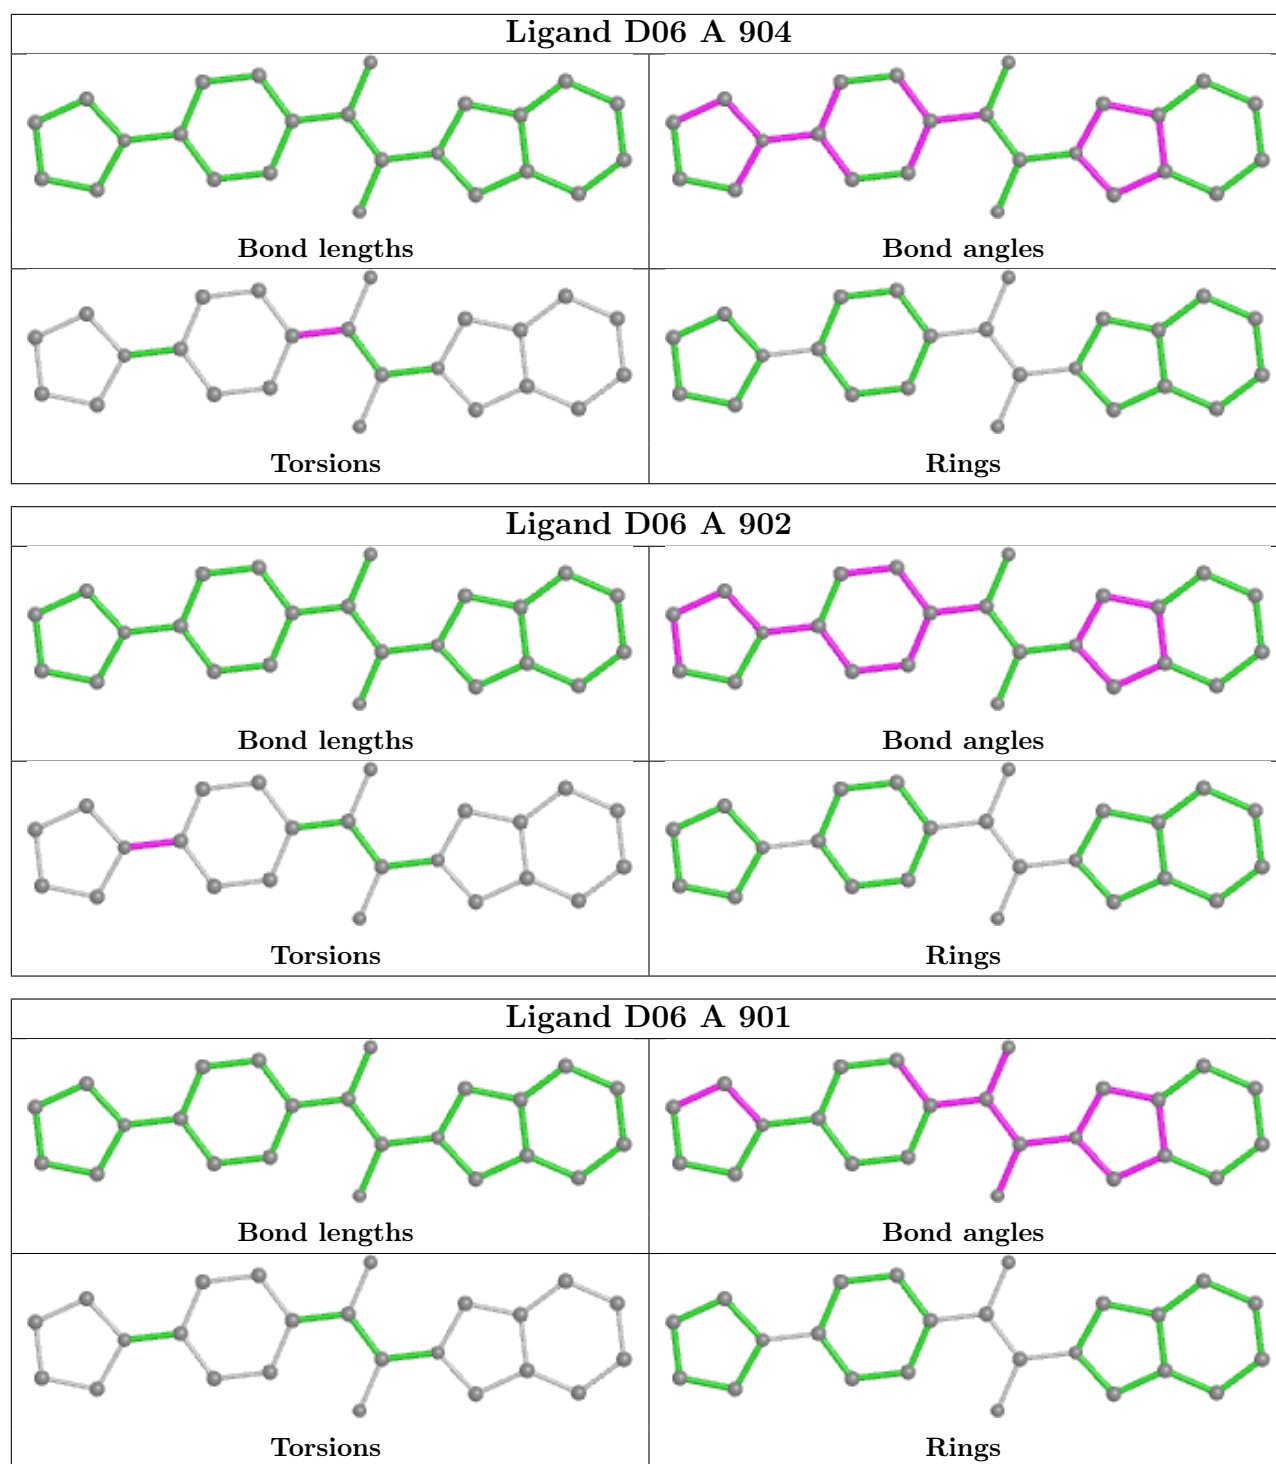 Ligand D06 A 904
Bond lengths
Bond angles
Torsions
Rings
Ligand D06 A 902
Bond lengths
Bond angles
Torsions
Rings
Ligand D06 A 901
Bond lengths
Bond angles
Torsions
Rings